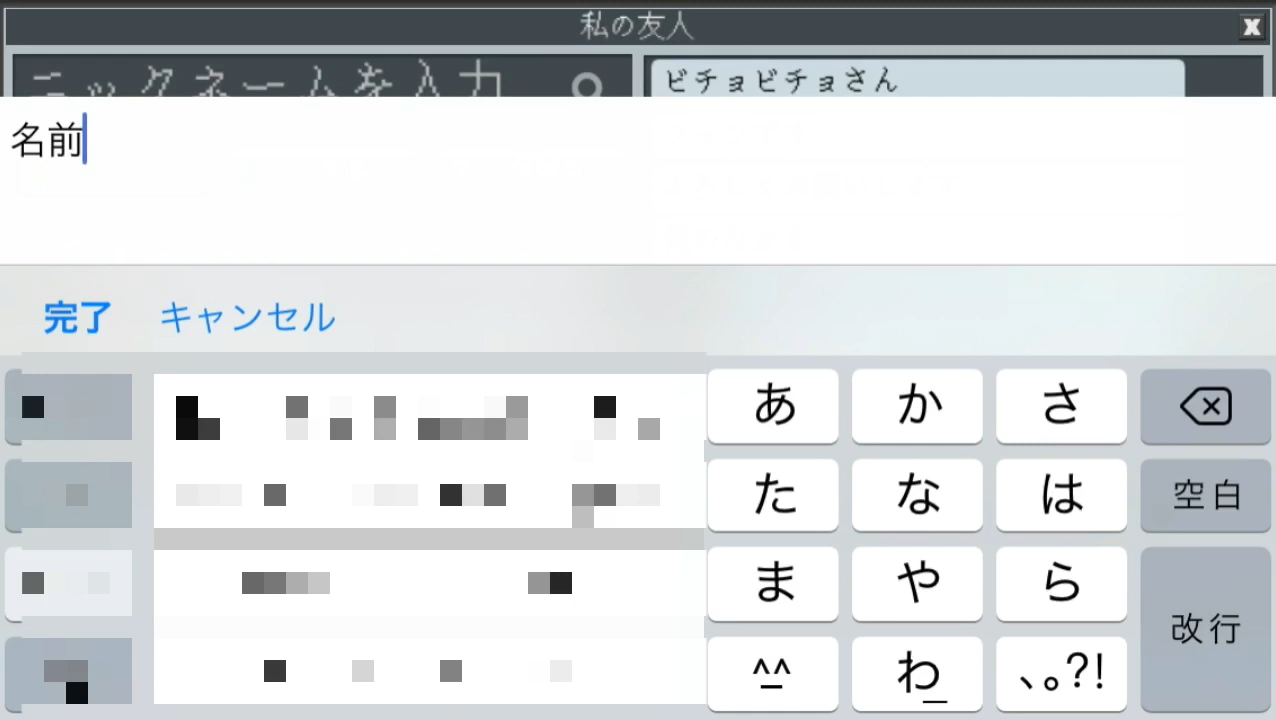 私の友人
X
ニックネームを入力
ビチョビチョさん
名前
完了 キャンセル
あ か さ
た な は 空白
ま や ら 改行
^_^ わ_ 、。?!